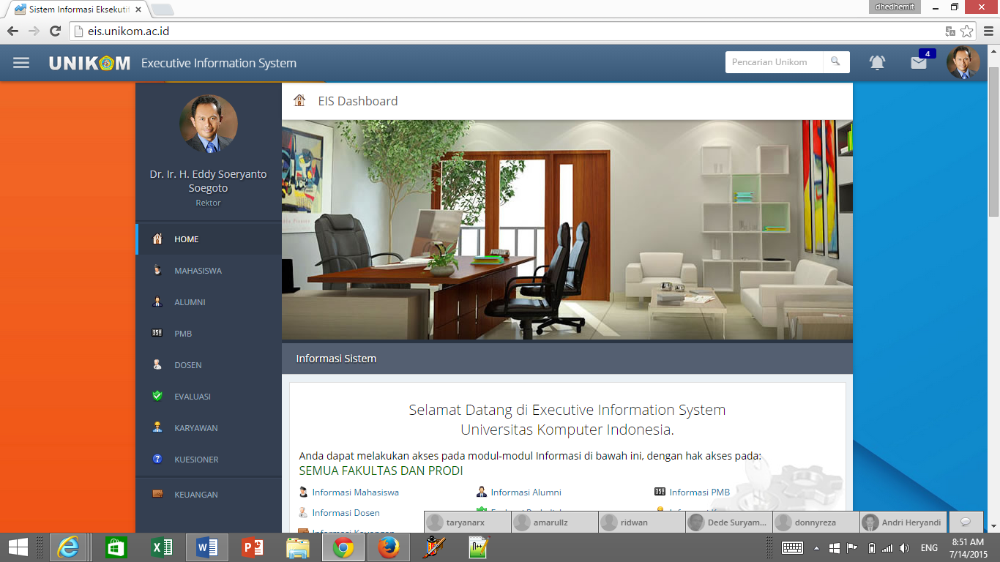 Sistem Informasi Eksekutif
dhedhemit
eis.unikom.ac.id
UNIKOM Executive Information System
Pencarian Unikom
4
Dr. Ir. H. Eddy Soeryanto
Soegoto
Rektor
HOME
MAHASISWA
ALUMNI
PMB
DOSEN
EVALUASI
KARYAWAN
KUESIONER
KEUANGAN
EIS Dashboard
Informasi Sistem
Selamat Datang di Executive Information System
Universitas Komputer Indonesia.
Anda dapat melakukan akses pada modul-modul Informasi di bawah ini, dengan hak akses pada:
SEMUA FAKULTAS DAN PRODI
Informasi Mahasiswa
Informasi Alumni
Informasi PMB
Informasi Dosen
Informasi Keuangan
taryanarx
amarullz
ridwan
Dede Suryam...
donnyreza
Andri Heryandi
ENG
8:51 AM
7/14/2015